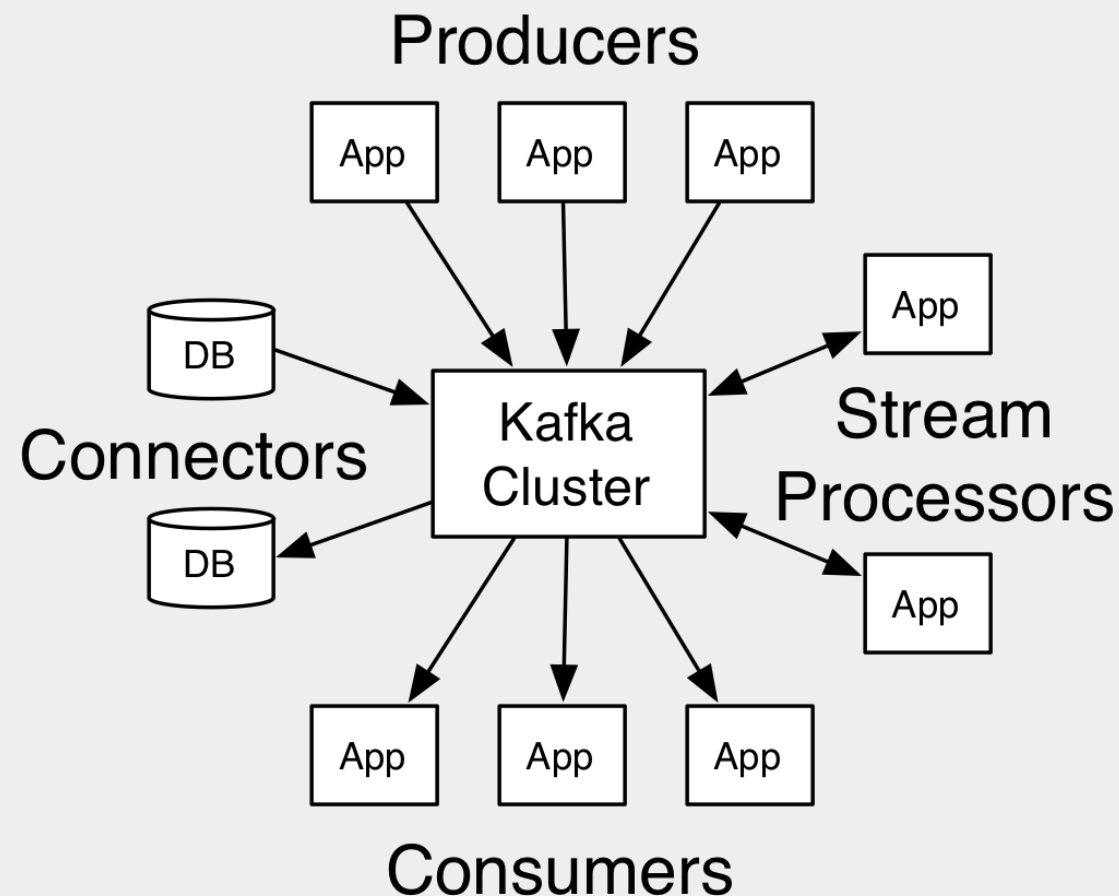 Producers
App
App
App
App
DB
Kafka
Cluster
Stream
Processors
Connectors
DB
App
App
App
App
Consumers